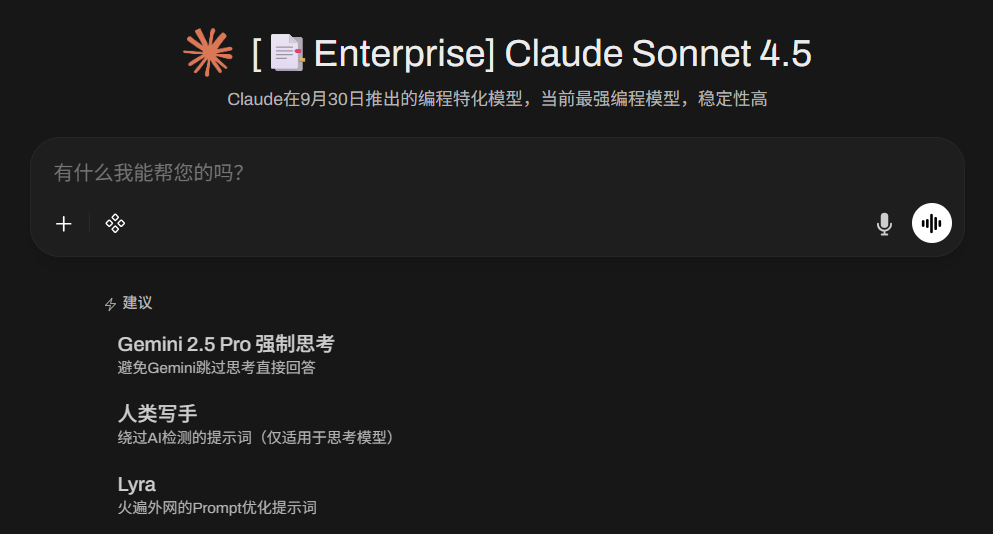 [📑 Enterprise] Claude Sonnet 4.5
Claude在9月30日推出的编程特化模型，当前最强编程模型，稳定性高
有什么我能帮您的吗？
建议
Gemini 2.5 Pro 强制思考
避免Gemini跳过思考直接回答
人类写手
绕过AI检测的提示词（仅适用于思考模型）
Lyra
火遍外网的Prompt优化提示词